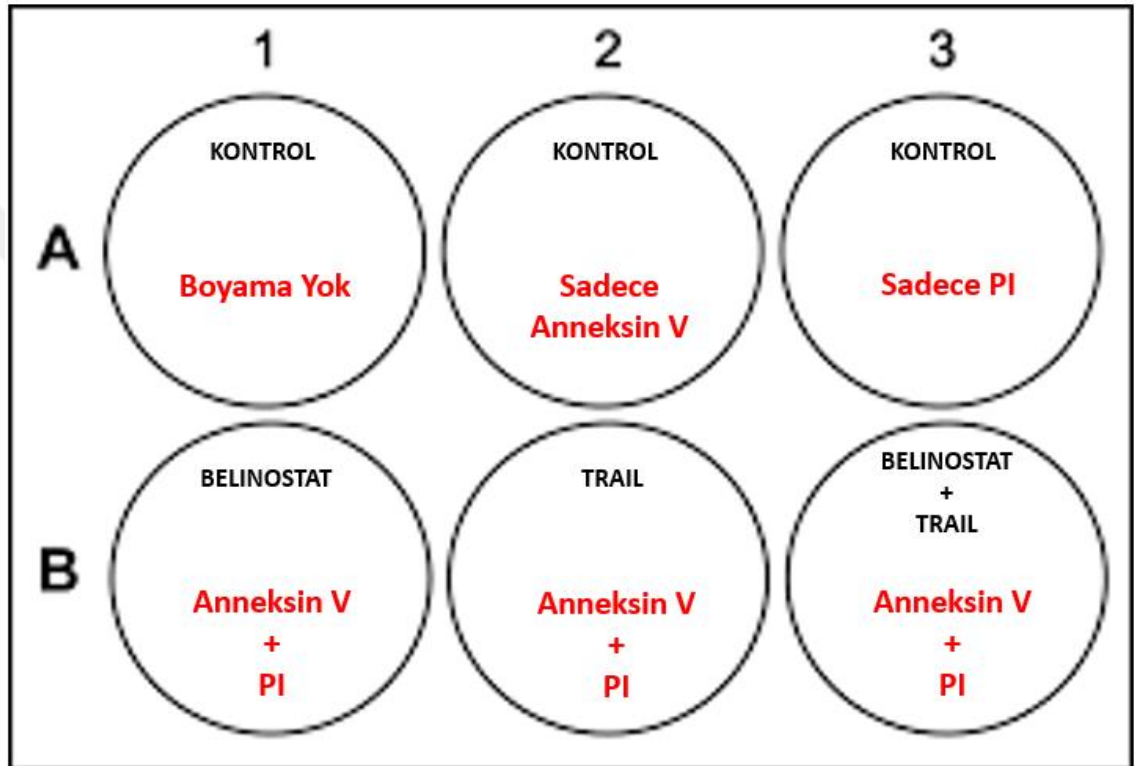 1 2 3
A
KONTROL
Boyama Yok
KONTROL
Sadece
Anneksin V
KONTROL
Sadece PI
B
BELINOSTAT
Anneksin V
+
PI
TRAIL
Anneksin V
+
PI
BELINOSTAT
+
TRAIL
Anneksin V
+
PI